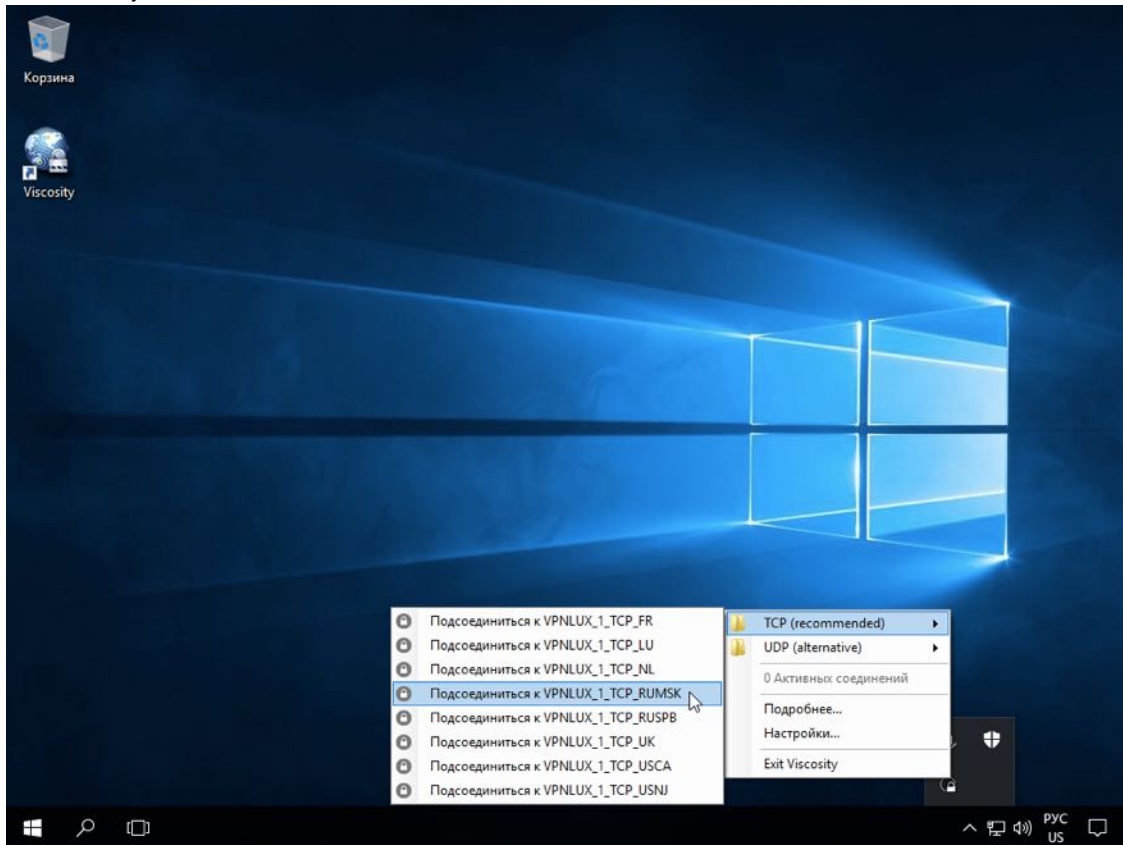 Корзина
Viscosity
Подсоединиться к VPNLUX_1_TCP_FR
Подсоединиться к VPNLUX_1_TCP_LU
Подсоединиться к VPNLUX_1_TCP_NL
Подсоединиться к VPNLUX_1_TCP_RUMSK
Подсоединиться к VPNLUX_1_TCP_RUSPB
Подсоединиться к VPNLUX_1_TCP_UK
Подсоединиться к VPNLUX_1_TCP_USCA
Подсоединиться к VPNLUX_1_TCP_USNJ
TCP (recommended)
UDP (alternative)
0 Активных соединений
Подробнее...
Настройки...
Exit Viscosity
РУС
US